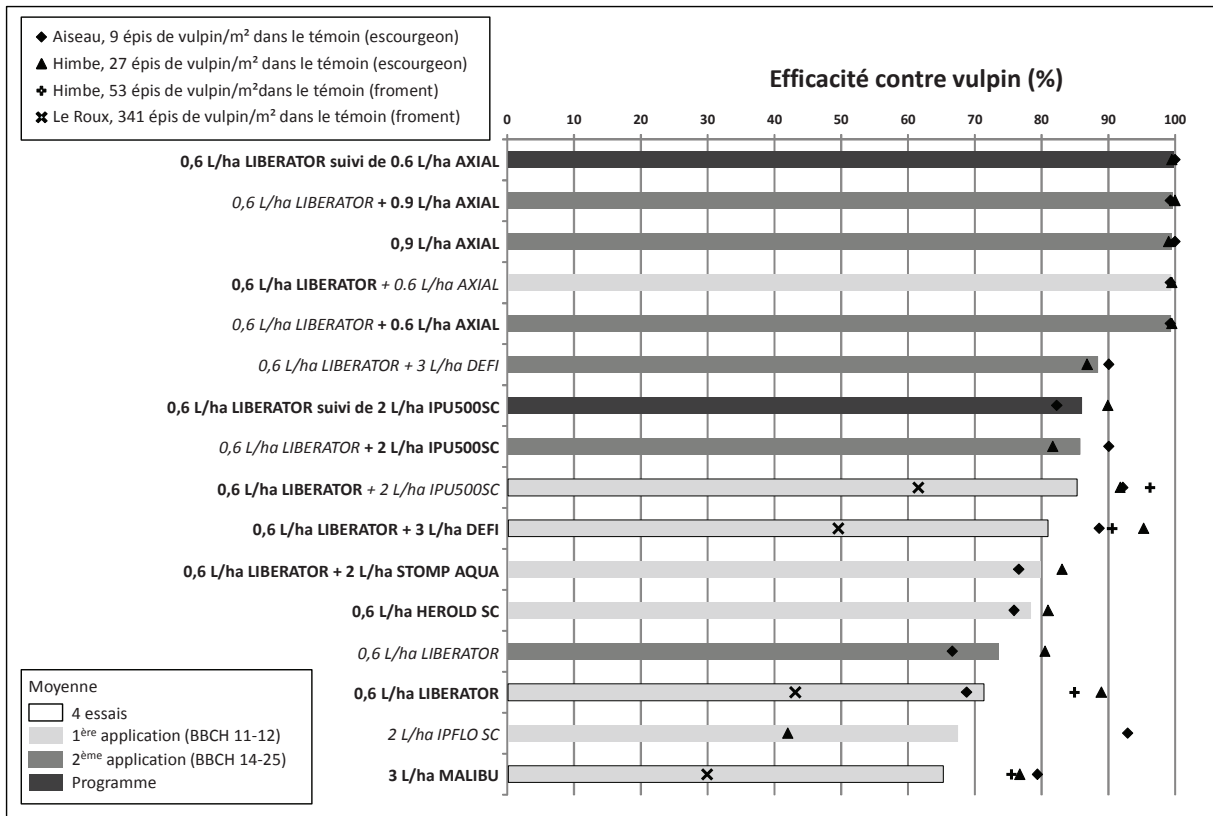 Aiseau, 9 épis de vulpin/m² dans le témoin (escourgeon)
Himbe, 27 épis de vulpin/m² dans le témoin (escourgeon)
Himbe, 53 épis de vulpin/m²dans le témoin (froment)
Le Roux, 341 épis de vulpin/m² dans le témoin (froment)
Efficacité contre vulpin (%)
0 10 20 30 40 50 60 70 80 90 100
0,6 L/ha LIBERATOR suivi de 0.6 L/ha AXIAL
0,6 L/ha LIBERATOR + 0.9 L/ha AXIAL
0,9 L/ha AXIAL
0,6 L/ha LIBERATOR + 0.6 L/ha AXIAL
0,6 L/ha LIBERATOR + 0.6 L/ha AXIAL
0,6 L/ha LIBERATOR + 3 L/ha DEFI
0,6 L/ha LIBERATOR suivi de 2 L/ha IPU500SC
0,6 L/ha LIBERATOR + 2 L/ha IPU500SC
0,6 L/ha LIBERATOR + 2 L/ha IPU500SC
0,6 L/ha LIBERATOR + 3 L/ha DEFI
0,6 L/ha LIBERATOR + 2 L/ha STOMP AQUA
0,6 L/ha HEROLD SC
0,6 L/ha LIBERATOR
0,6 L/ha LIBERATOR
2 L/ha IPFLO SC
3 L/ha MALIBU
Moyenne
4 essais
1ère application (BBCH 11-12)
2ème application (BBCH 14-25)
Programme